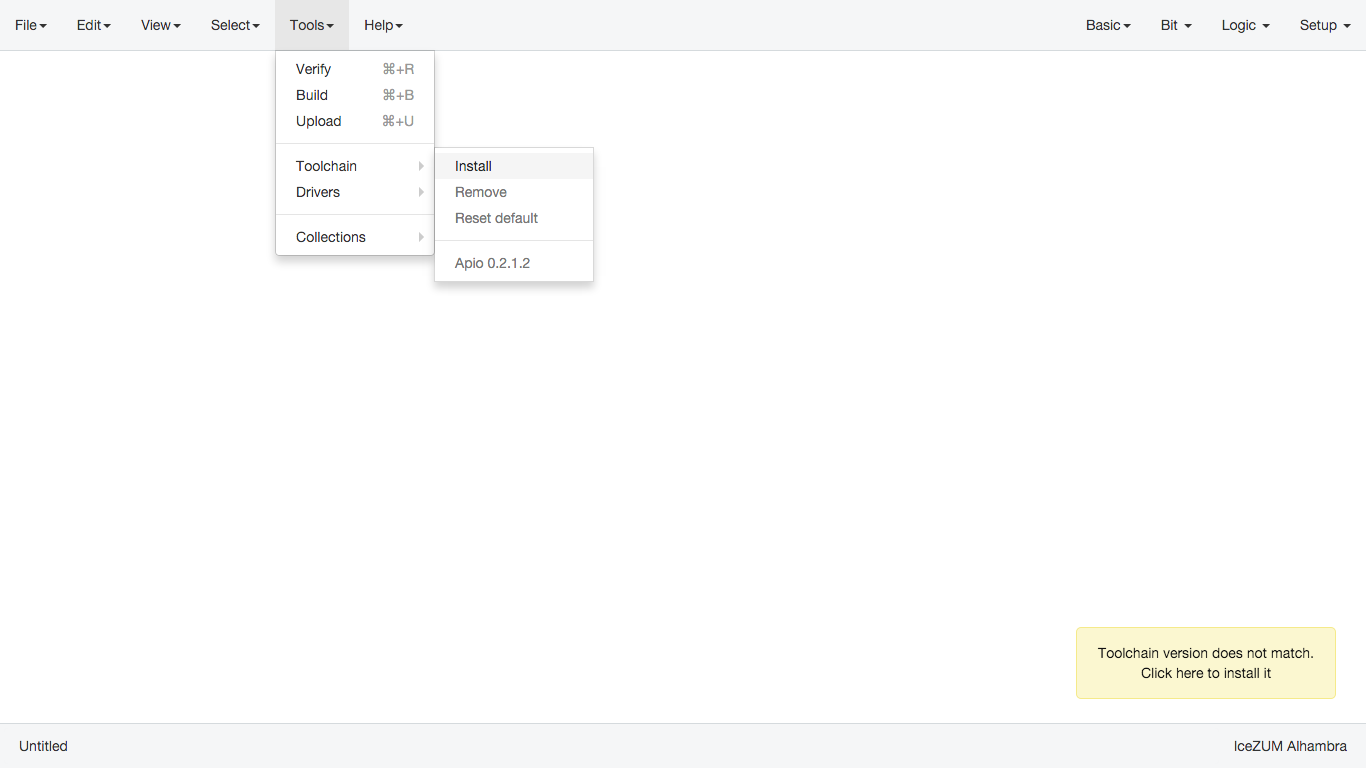 File Edit View Select Tools Help Basic Bit Logic Setup
Verify ⌘+R
Build ⌘+B
Upload ⌘+U
Toolchain
Drivers
Collections
Install
Remove
Reset default
Apio 0.2.1.2
Toolchain version does not match.
Click here to install it
Untitled IceZUM Alhambra